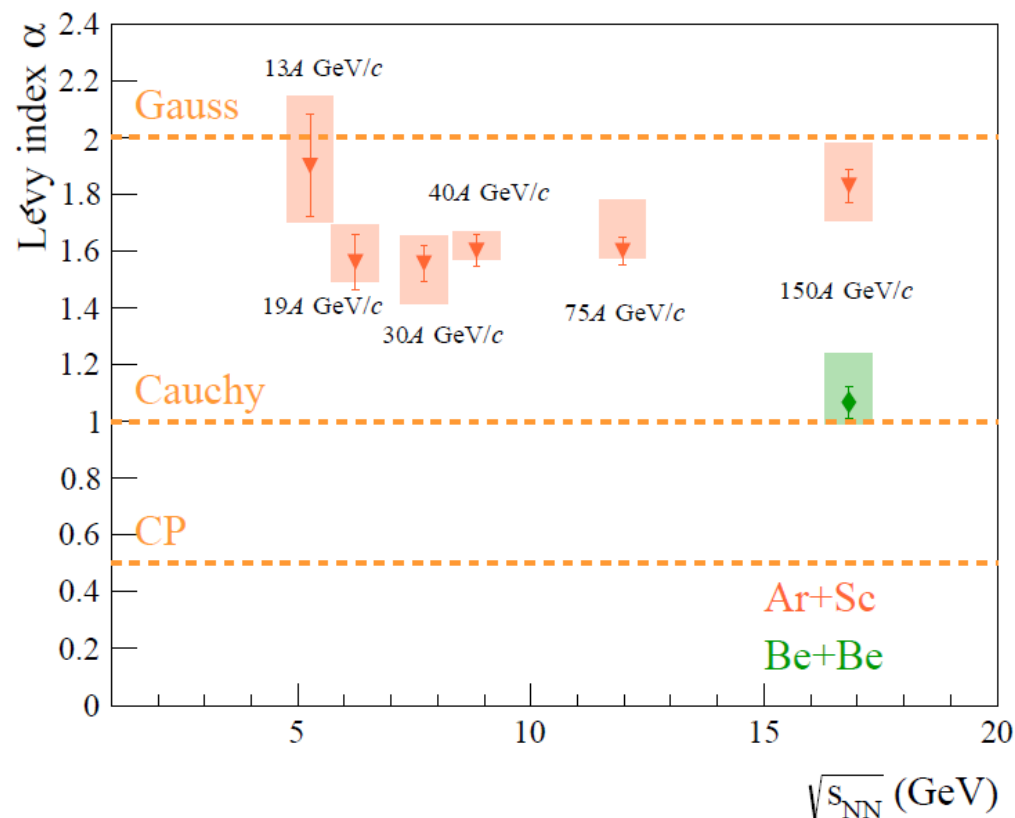 Lévy index α
2.4
2.2
2
1.8
1.6
1.4
1.2
1
0.8
0.6
0.4
0.2
0
13A GeV/c
Gauss
40A GeV/c
19A GeV/c
30A GeV/c
75A GeV/c
150A GeV/c
Cauchy
CP
Ar+Sc
Be+Be
5
10
15
20
√sNN (GeV)